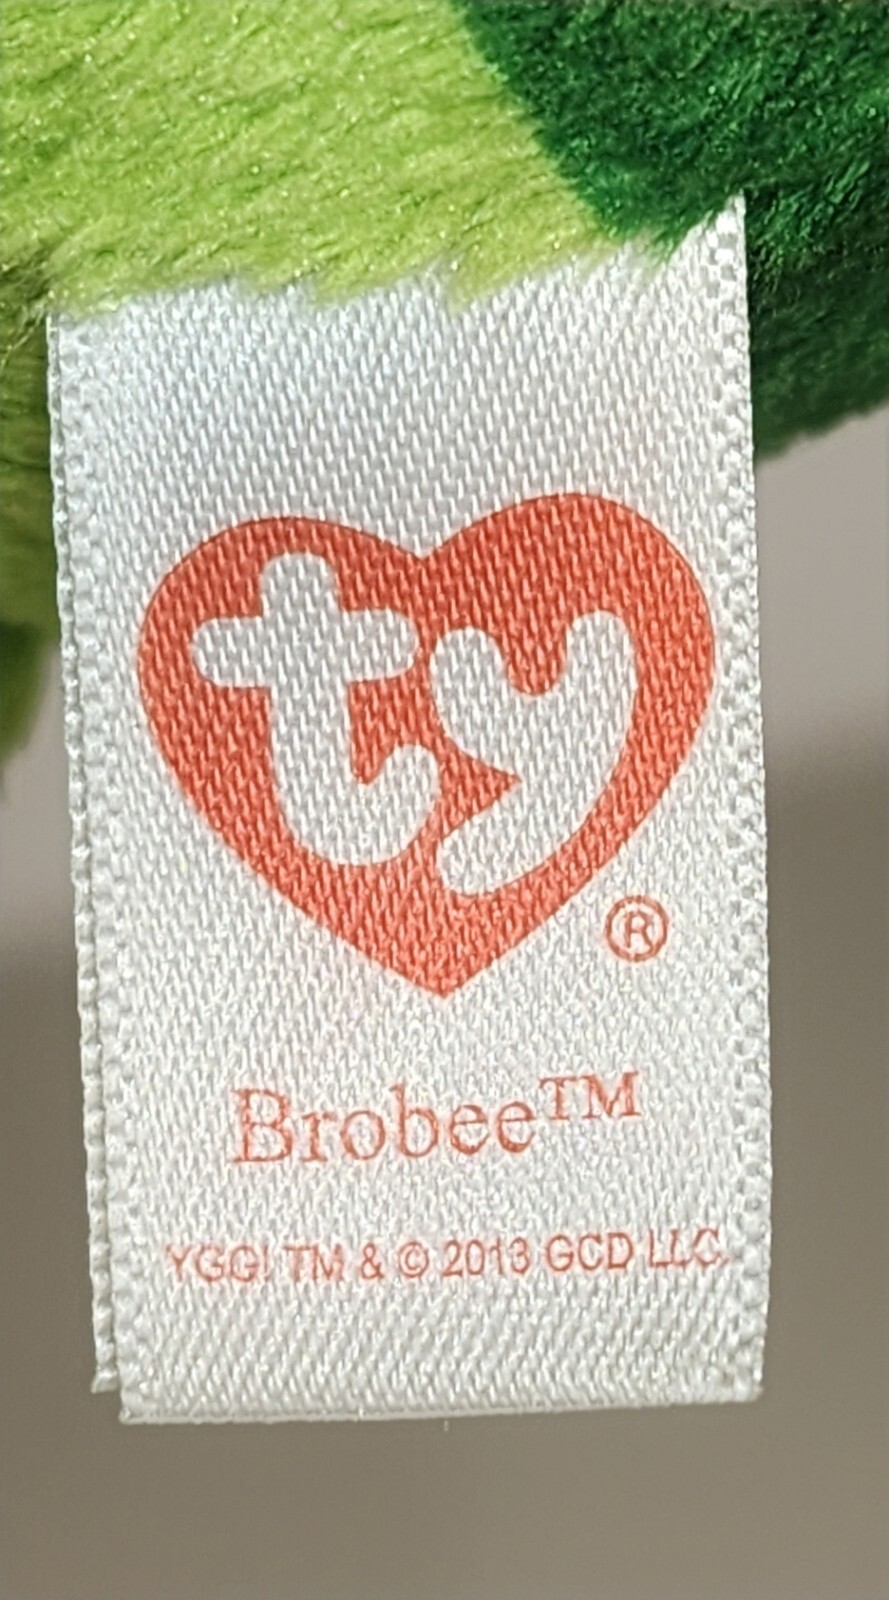 ty
®
Brobee™
YGG! TM & © 2013 GCD LLC.